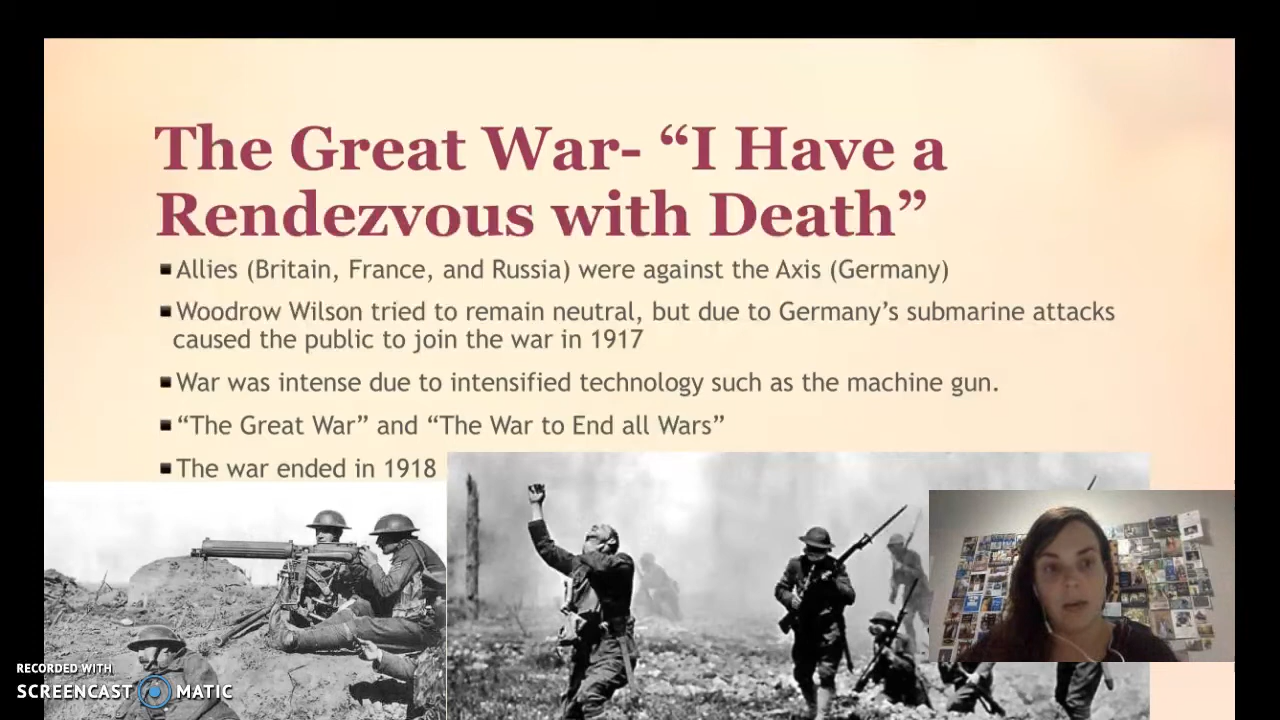 The Great War- “I Have a
Rendezvous with Death”
▪Allies (Britain, France, and Russia) were against the Axis (Germany)
▪Woodrow Wilson tried to remain neutral, but due to Germany’s submarine attacks
caused the public to join the war in 1917
▪War was intense due to intensified technology such as the machine gun.
▪“The Great War” and “The War to End all Wars”
▪The war ended in 1918
RECORDED WITH
SCREENCAST MATIC